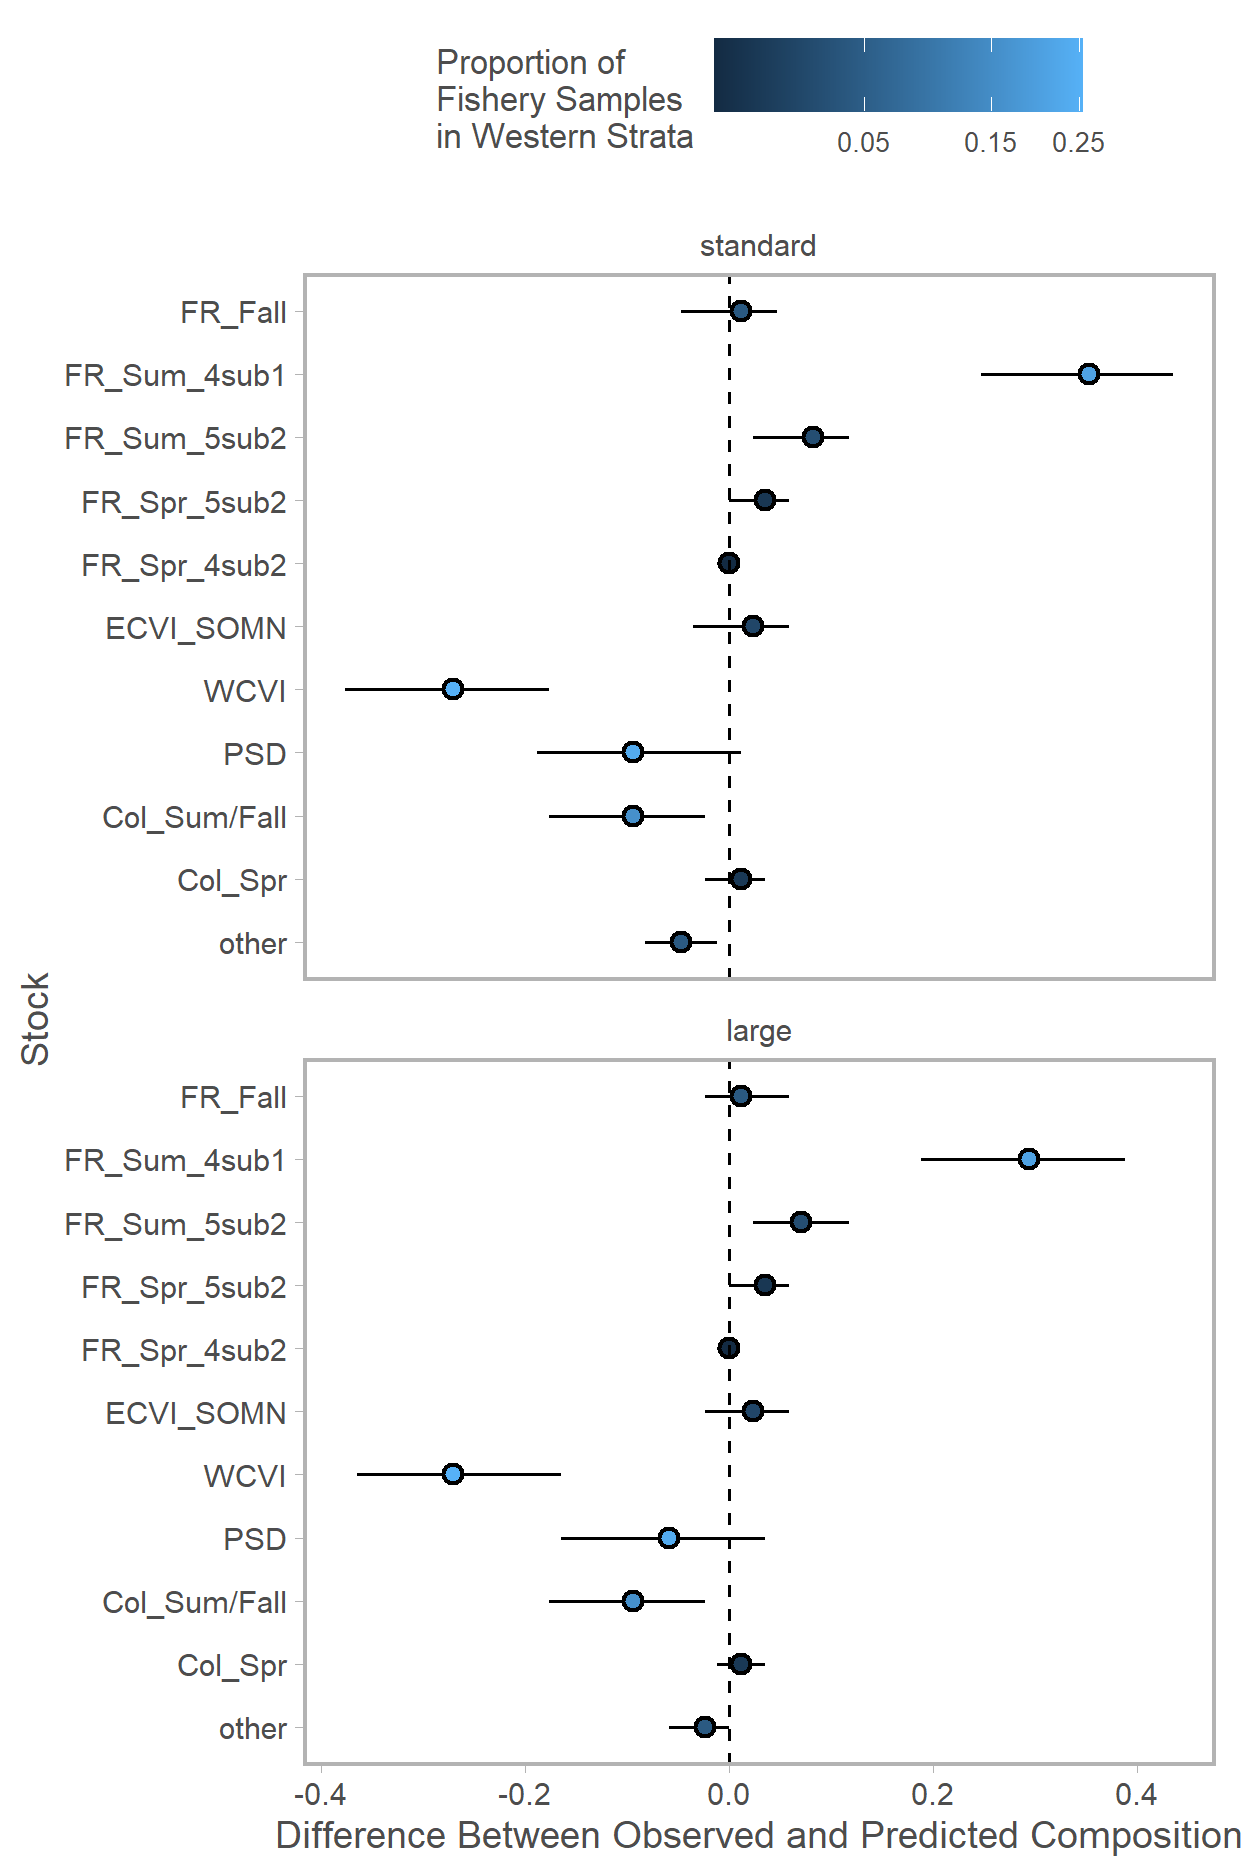 Proportion of
Fishery Samples
in Western Strata
0.05 0.15 0.25
standard
FR_Fall
FR_Sum_4sub1
FR_Sum_5sub2
FR_Spr_5sub2
FR_Spr_4sub2
ECVI_SOMN
WCVI
PSD
Col_Sum/Fall
Col_Spr
other
Stock
large
FR_Fall
FR_Sum_4sub1
FR_Sum_5sub2
FR_Spr_5sub2
FR_Spr_4sub2
ECVI_SOMN
WCVI
PSD
Col_Sum/Fall
Col_Spr
other
-0.4 -0.2 0.0 0.2 0.4
Difference Between Observed and Predicted Composition